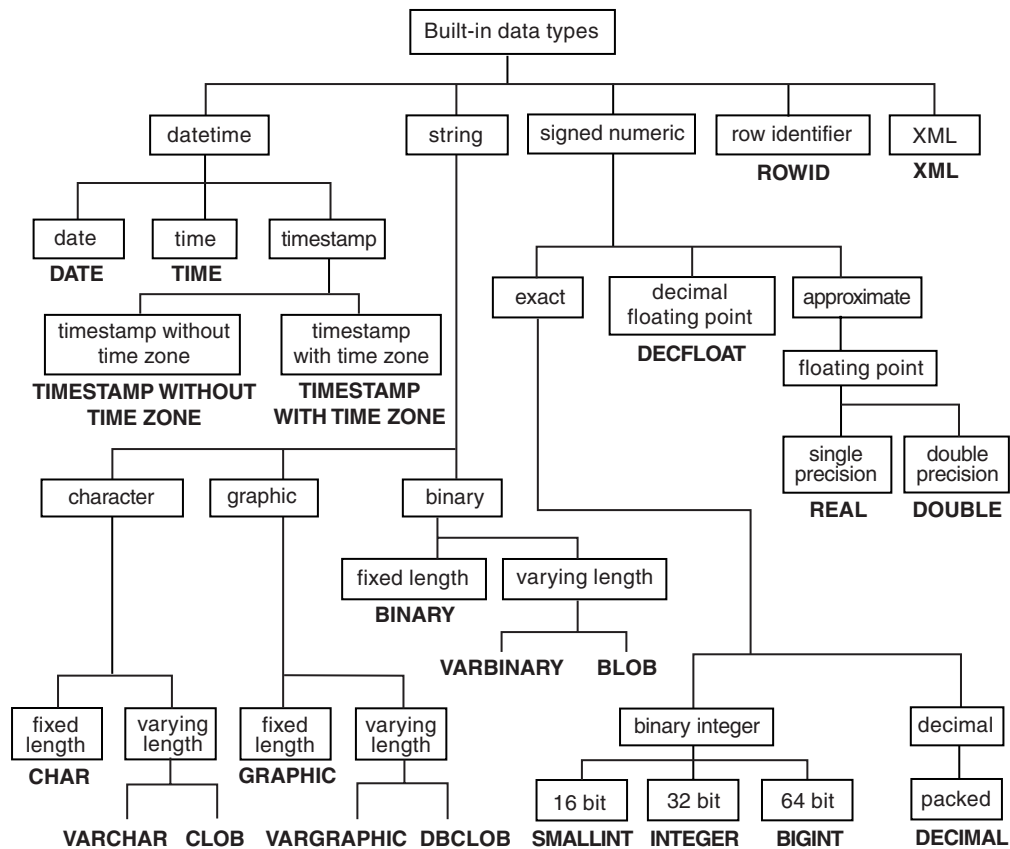 Built-in data types
datetime
string
signed numeric
row identifier
XML
ROWID
XML
date
time
timestamp
DATE
TIME
exact
decimal
floating point
approximate
DECFLOAT
timestamp without
time zone
timestamp
with time zone
TIMESTAMP WITHOUT
TIME ZONE
TIMESTAMP
WITH TIME ZONE
floating point
single
precision
double
precision
REAL
DOUBLE
character
graphic
binary
fixed length
varying length
BINARY
VARBINARY
BLOB
fixed
length
varying
length
fixed
length
varying
length
binary integer
decimal
CHAR
GRAPHIC
16 bit
32 bit
64 bit
packed
VARCHAR
CLOB
VARGRAPHIC
DBCLOB
SMALLINT
INTEGER
BIGINT
DECIMAL